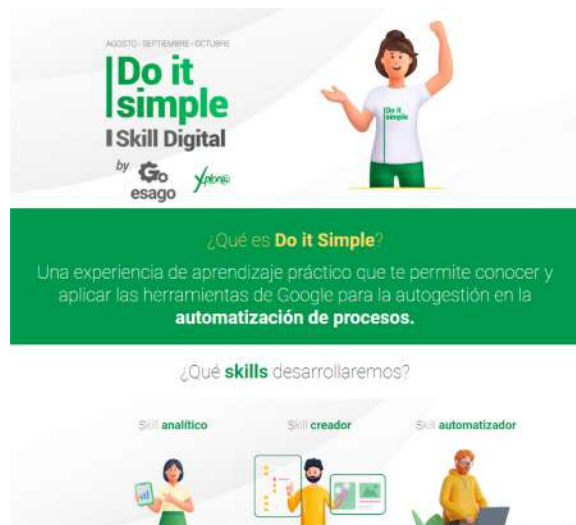 AGOSTO - SEPTIEMBRE - OCTUBRE
Do it
simple
Skill Digital
by Go
esago
Xplora
Do it
simple
¿Qué es Do it Simple?
Una experiencia de aprendizaje práctico que te permite conocer y
aplicar las herramientas de Google para la autogestión en la
automatización de procesos.
¿Qué skills desarrollaremos?
Skill analítico
Skill creador
Skill automatizador